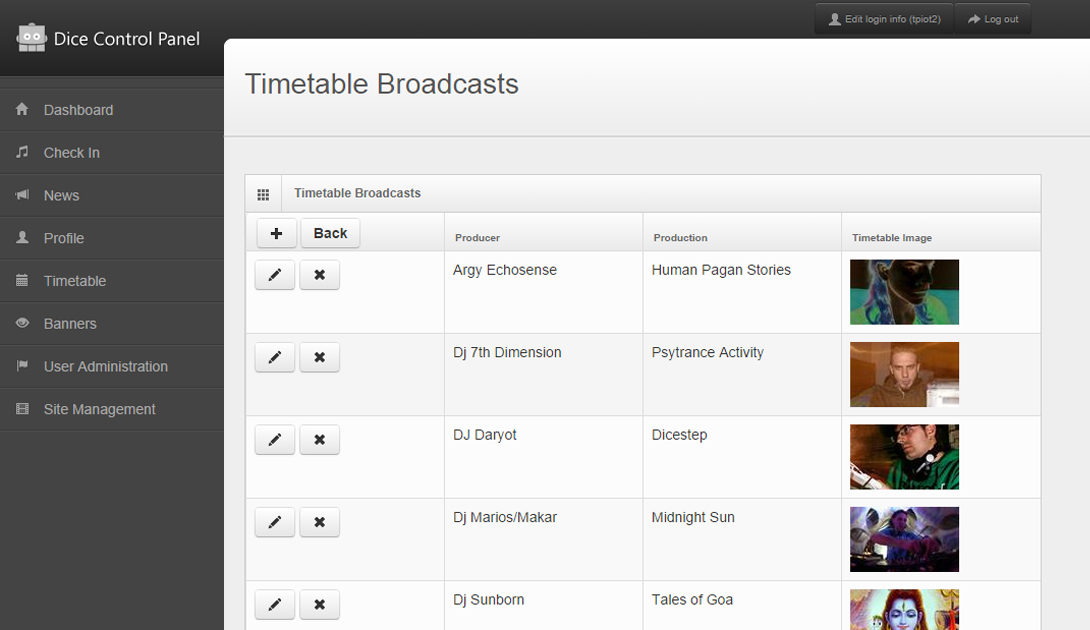 Edit login info (tpiot2)
Log out
Dice Control Panel
Timetable Broadcasts
Dashboard
Check In
News
Profile
Timetable
Banners
User Administration
Site Management
Timetable Broadcasts
Back
Producer
Production
Timetable Image
Argy Echosense
Human Pagan Stories
Dj 7th Dimension
Psytrance Activity
DJ Daryot
Dicestep
Dj Marios/Makar
Midnight Sun
Dj Sunborn
Tales of Goa